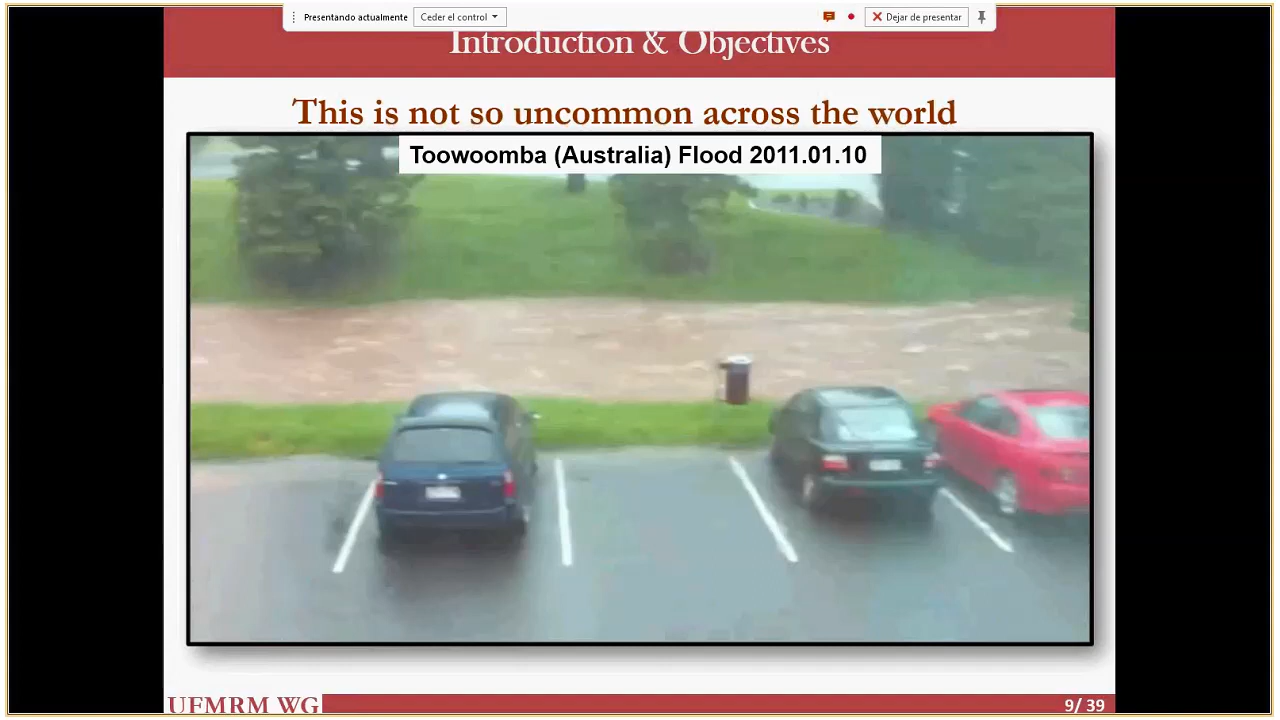 Presentando actualmente
Ceder el control
Dejar de presentar
Introduction & Objectives
This is not so uncommon across the world
Toowoomba (Australia) Flood 2011.01.10
UFMRM WG
9/ 39